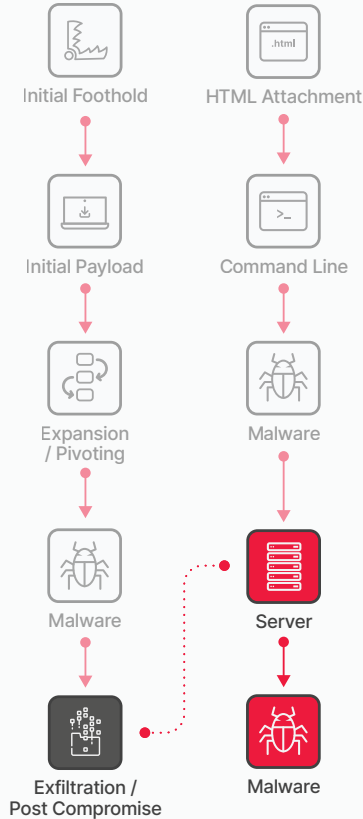 Initial Foothold
Initial Payload
Expansion
/ Pivoting
Malware
Exfiltration /
Post Compromise
.html
HTML Attachment
>_
Command Line
Malware
Server
Malware